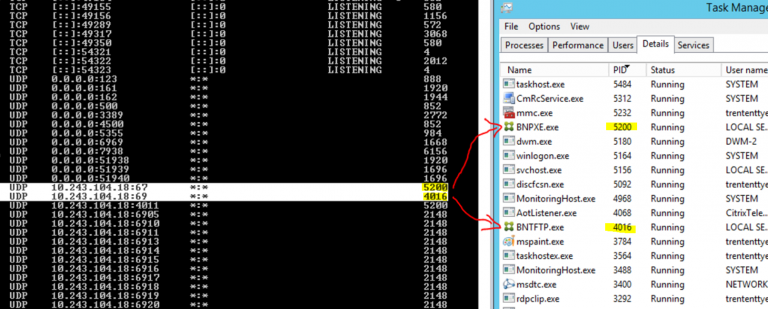 TCP [::]:49155 [::]:0 LISTENING 580
TCP [::]:49156 [::]:0 LISTENING 1156
TCP [::]:49289 [::]:0 LISTENING 572
TCP [::]:49317 [::]:0 LISTENING 3068
TCP [::]:49350 [::]:0 LISTENING 580
TCP [::]:54321 [::]:0 LISTENING 4
TCP [::]:54322 [::]:0 LISTENING 2012
TCP [::]:54323 [::]:0 LISTENING 4
UDP 0.0.0.0:123 *:* 888
UDP 0.0.0.0:161 *:* 1920
UDP 0.0.0.0:162 *:* 1944
UDP 0.0.0.0:500 *:* 852
UDP 0.0.0.0:3389 *:* 2772
UDP 0.0.0.0:4500 *:* 852
UDP 0.0.0.0:5355 *:* 984
UDP 0.0.0.0:6969 *:* 1668
UDP 0.0.0.0:7938 *:* 6156
UDP 0.0.0.0:51938 *:* 1920
UDP 0.0.0.0:51939 *:* 1696
UDP 0.0.0.0:51940 *:* 1696
UDP 10.243.104.18:67 *:* 5200
UDP 10.243.104.18:69 *:* 4016
UDP 10.243.104.18:4011 *:* 5200
UDP 10.243.104.18:6905 *:* 2148
UDP 10.243.104.18:6910 *:* 2148
UDP 10.243.104.18:6911 *:* 2148
UDP 10.243.104.18:6913 *:* 2148
UDP 10.243.104.18:6914 *:* 2148
UDP 10.243.104.18:6915 *:* 2148
UDP 10.243.104.18:6916 *:* 2148
UDP 10.243.104.18:6917 *:* 2148
UDP 10.243.104.18:6918 *:* 2148
UDP 10.243.104.18:6919 *:* 2148
UDP 10.243.104.18:6920 *:* 2148
Task Manage
File Options View
Processes Performance Users Details Services
Name PID Status User name
taskhost.exe 5484 Running SYSTEM
CmRcService.exe 5312 Running SYSTEM
mmc.exe 5232 Running trententtye
BNPXE.exe 5200 Running LOCAL SE...
dwm.exe 5180 Running DWM-2
winlogon.exe 5164 Running SYSTEM
svchost.exe 5156 Running LOCAL SE...
discfcsn.exe 5092 Running SYSTEM
MonitoringHost.exe 4968 Running SYSTEM
AotListener.exe 4068 Running CitrixTele...
BNTFTP.exe 4016 Running LOCAL SE...
mspaint.exe 3784 Running trententtye
taskhostex.exe 3564 Running trententtye
MonitoringHost.exe 3488 Running SYSTEM
msdtc.exe 3400 Running NETWORK
rdpclip.exe 3292 Running trententtye